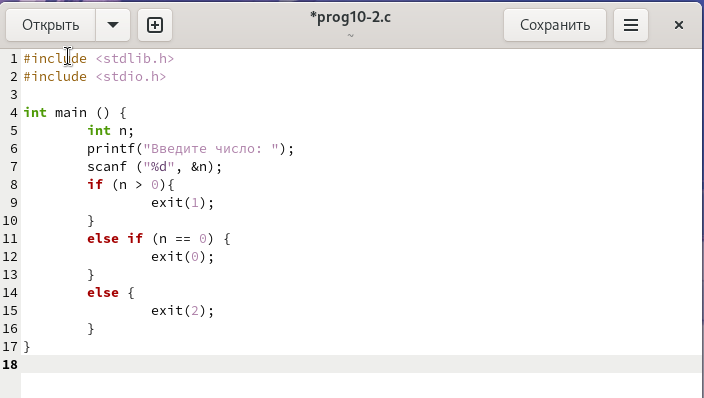 Открыть
*prog10-2.c
~
Сохранить
1 #include <stdlib.h>
2 #include <stdio.h>
3
4 int main () {
5         int n;
6         printf("Введите число: ");
7         scanf ("%d", &n);
8         if (n > 0){
9                 exit(1);
10         }
11         else if (n == 0) {
12                 exit(0);
13         }
14         else {
15                 exit(2);
16         }
17 }
18